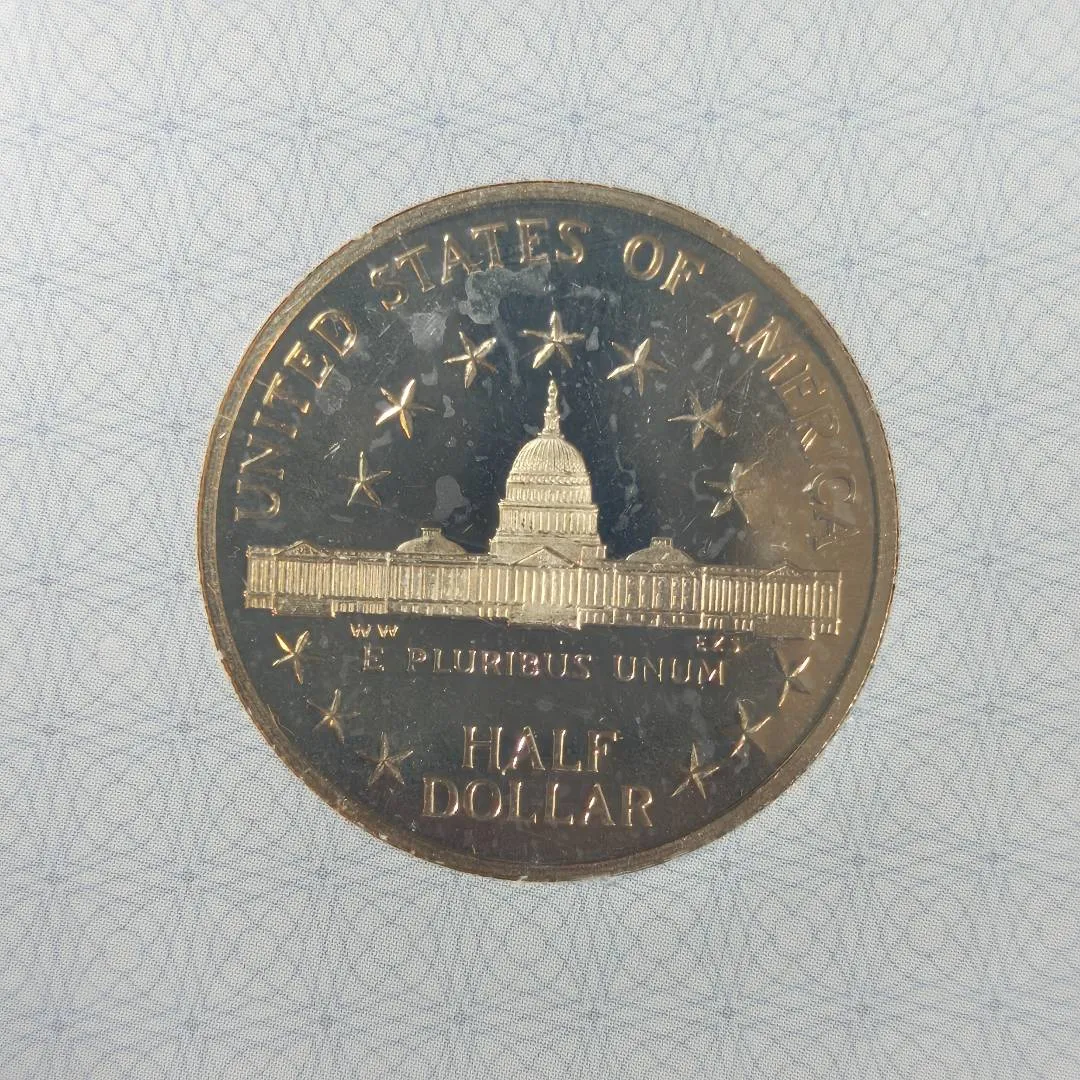 UNITED STATES OF AMERICA
WW
E PLURIBUS UNUM
HALF
DOLLAR